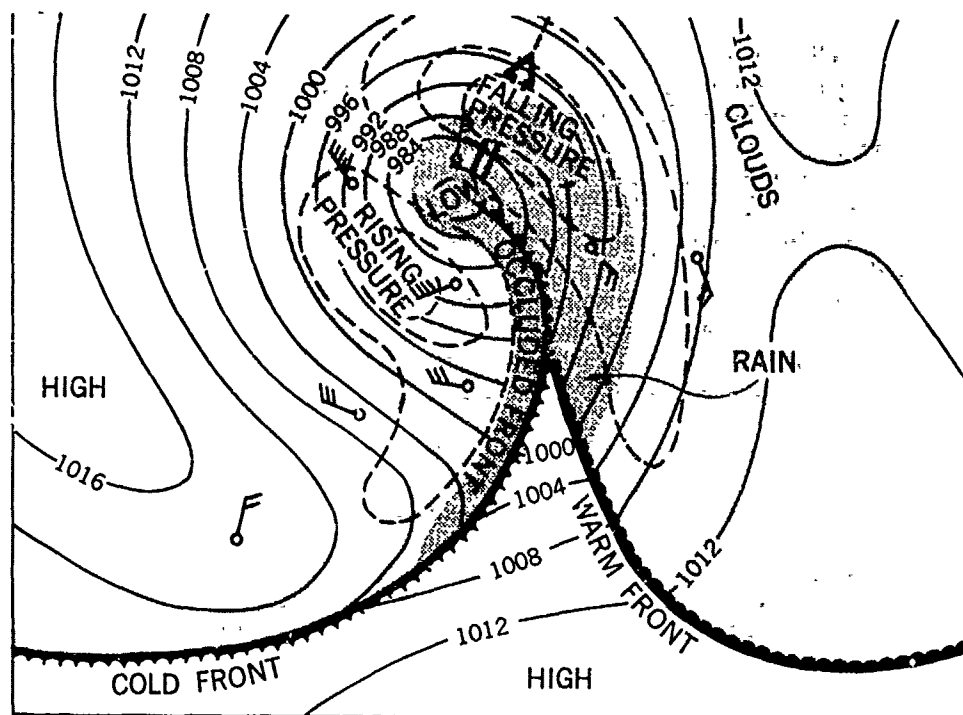 1012
1008
1004
1000
996
992
988
984
1012
CLOUDS
FALLING
PRESSURE
LOW
RISING
PRESSURE
OCCLUDED FRONT
RAIN
HIGH
1016
1000
1004
1008
1012
1012
WARM FRONT
COLD FRONT
HIGH